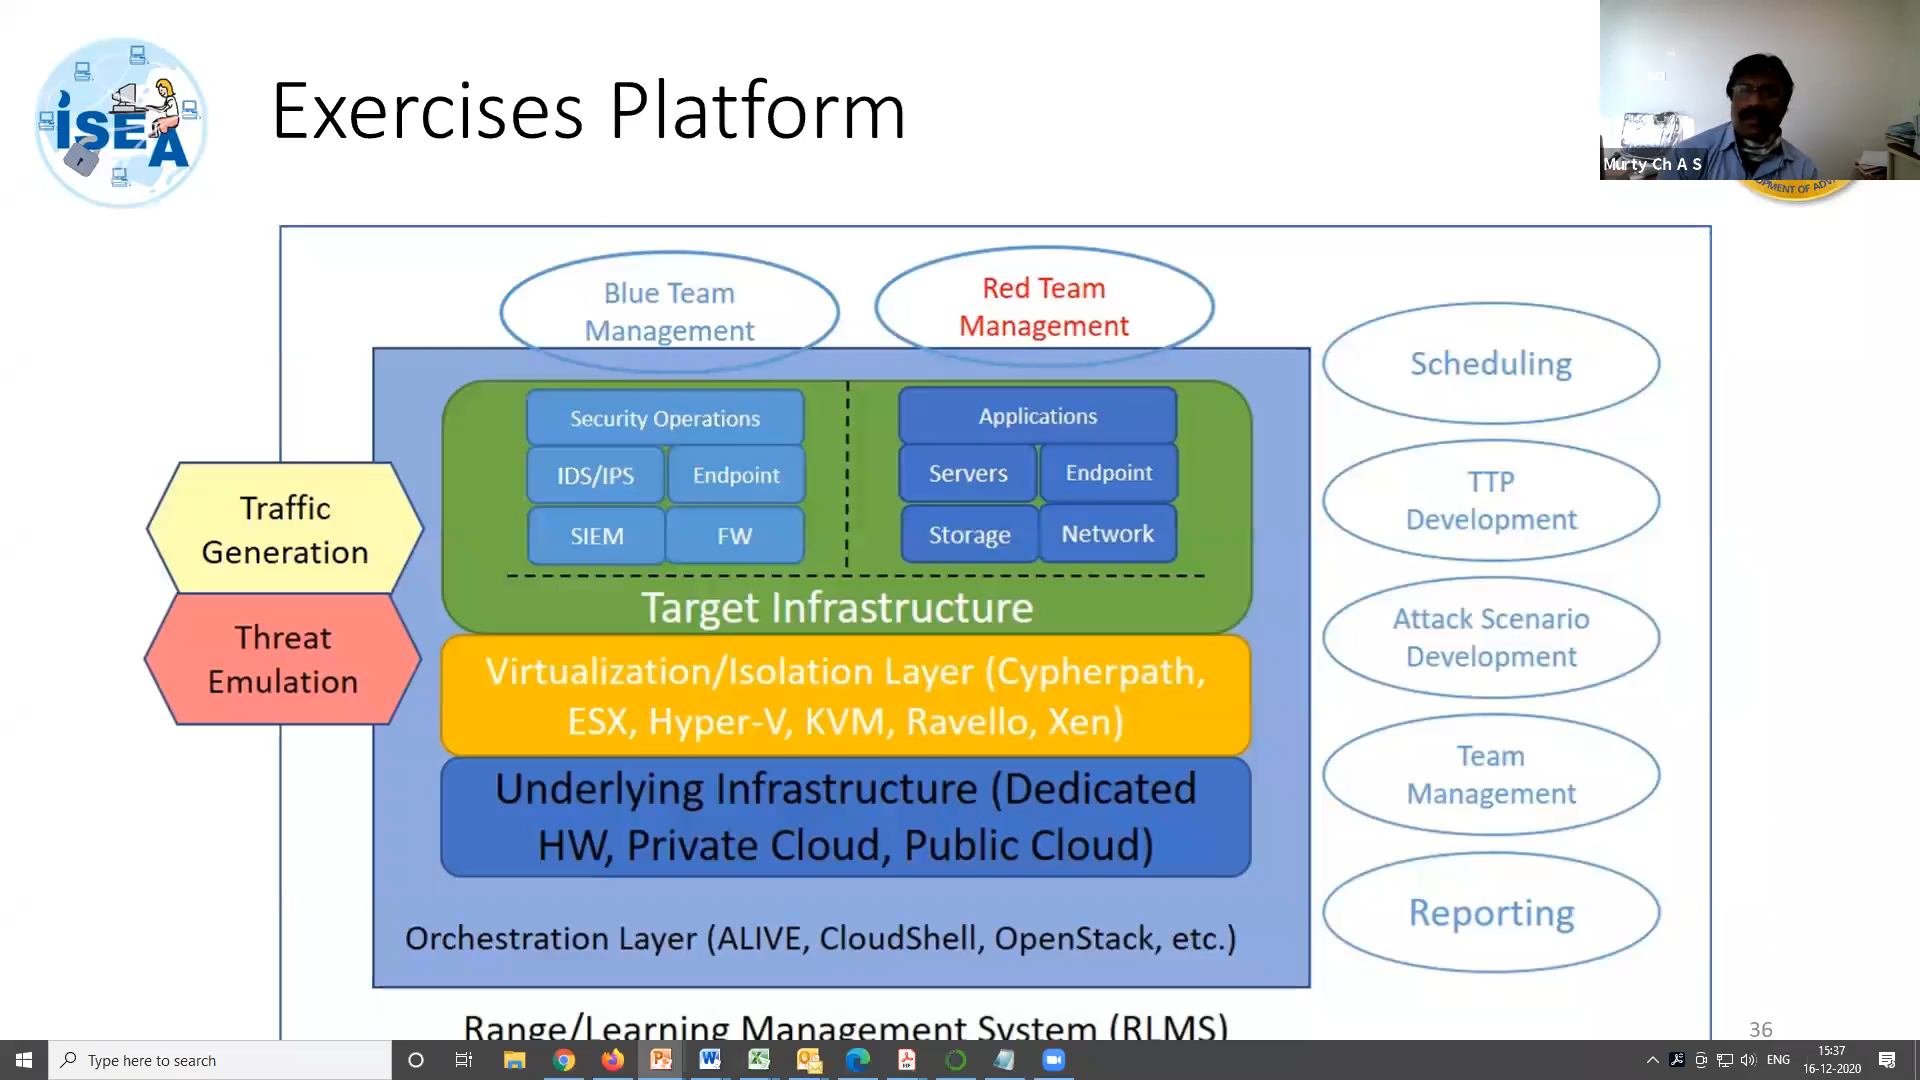 iSEA
Exercises Platform
Murty Ch A S
OPMENT OF ADV
Blue Team
Management
Red Team
Management
Scheduling
TTP
Development
Attack Scenario
Development
Team
Management
Reporting
Traffic
Generation
Threat
Emulation
Security Operations
IDS/IPS
Endpoint
SIEM
FW
Applications
Servers
Endpoint
Storage
Network
Target Infrastructure
Virtualization/Isolation Layer (Cypherpath,
ESX, Hyper-V, KVM, Ravello, Xen)
Underlying Infrastructure (Dedicated
HW, Private Cloud, Public Cloud)
Orchestration Layer (ALIVE, CloudShell, OpenStack, etc.)
Range/Learning Management System (RLMS)
36
Type here to search
ENG
15:37
16-12-2020